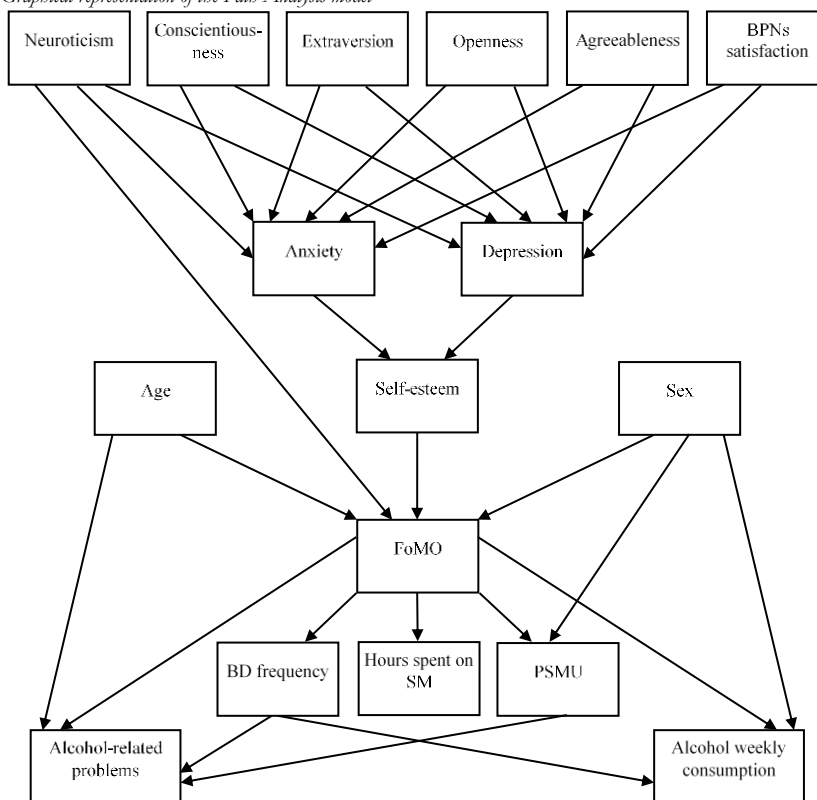 Graphical representation of the Path Analysis model
Neuroticism
Conscientious-
ness
Extraversion
Openness
Agreeableness
BPNs
satisfaction
Anxiety
Depression
Age
Self-esteem
Sex
FoMO
BD frequency
Hours spent on
SM
PSMU
Alcohol-related
problems
Alcohol weekly
consumption